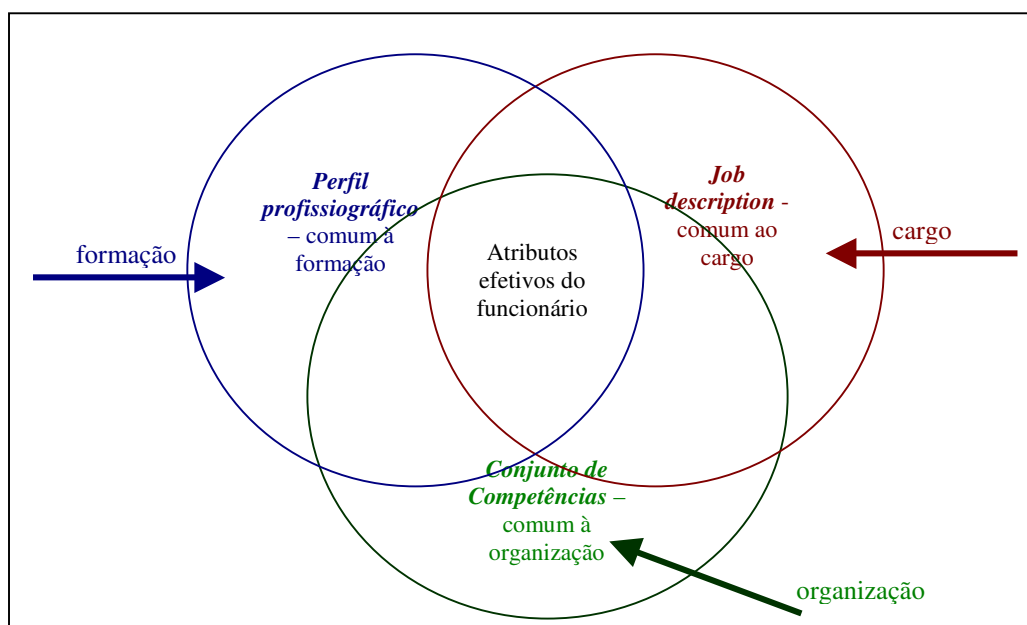 Perfil
profissiográfico
– comum à
formação
Job
description -
comum ao
cargo
formação
cargo
Atributos
efetivos do
funcionário
Conjunto de
Competências –
comum à
organização
organização